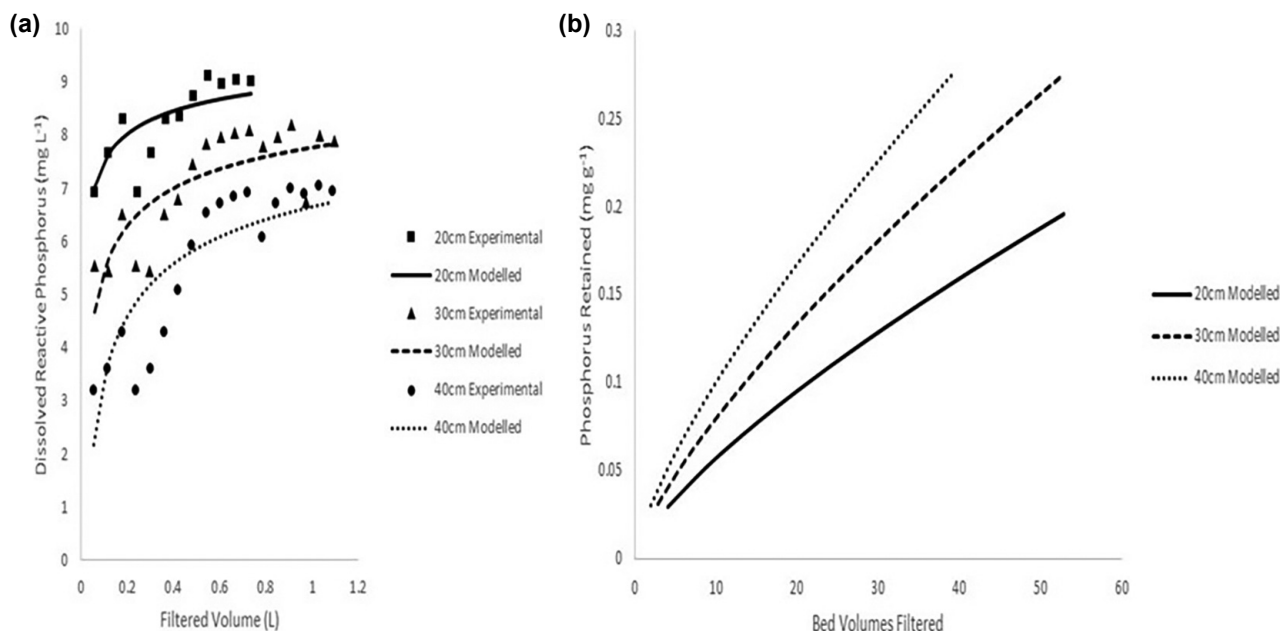 (a)
Dissolved Reactive Phosphorus (mg L⁻¹)
10
9
8
7
6
5
4
3
2
1
0
0 0.2 0.4 0.6 0.8 1 1.2
Filtered Volume (L)
20cm Experimental
20cm Modelled
30cm Experimental
30cm Modelled
40cm Experimental
40cm Modelled
(b)
Phosphorus Retained (mg g⁻¹)
0.3
0.25
0.2
0.15
0.1
0.05
0
0 10 20 30 40 50 60
Bed Volumes Filtered
20cm Modelled
30cm Modelled
40cm Modelled